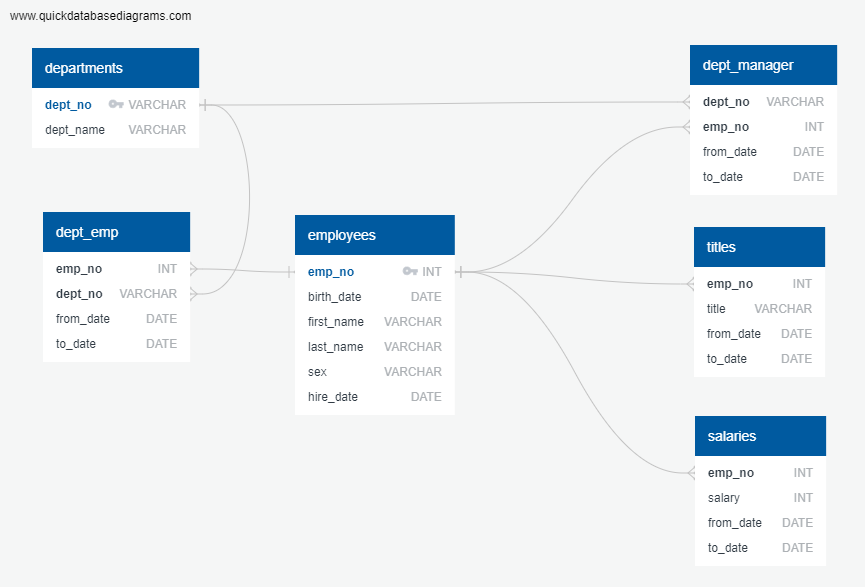 www.quickdatabasediagrams.com
departments
dept_no VARCHAR
dept_name VARCHAR
dept_emp
emp_no INT
dept_no VARCHAR
from_date DATE
to_date DATE
employees
emp_no INT
birth_date DATE
first_name VARCHAR
last_name VARCHAR
sex VARCHAR
hire_date DATE
dept_manager
dept_no VARCHAR
emp_no INT
from_date DATE
to_date DATE
titles
emp_no INT
title VARCHAR
from_date DATE
to_date DATE
salaries
emp_no INT
salary INT
from_date DATE
to_date DATE